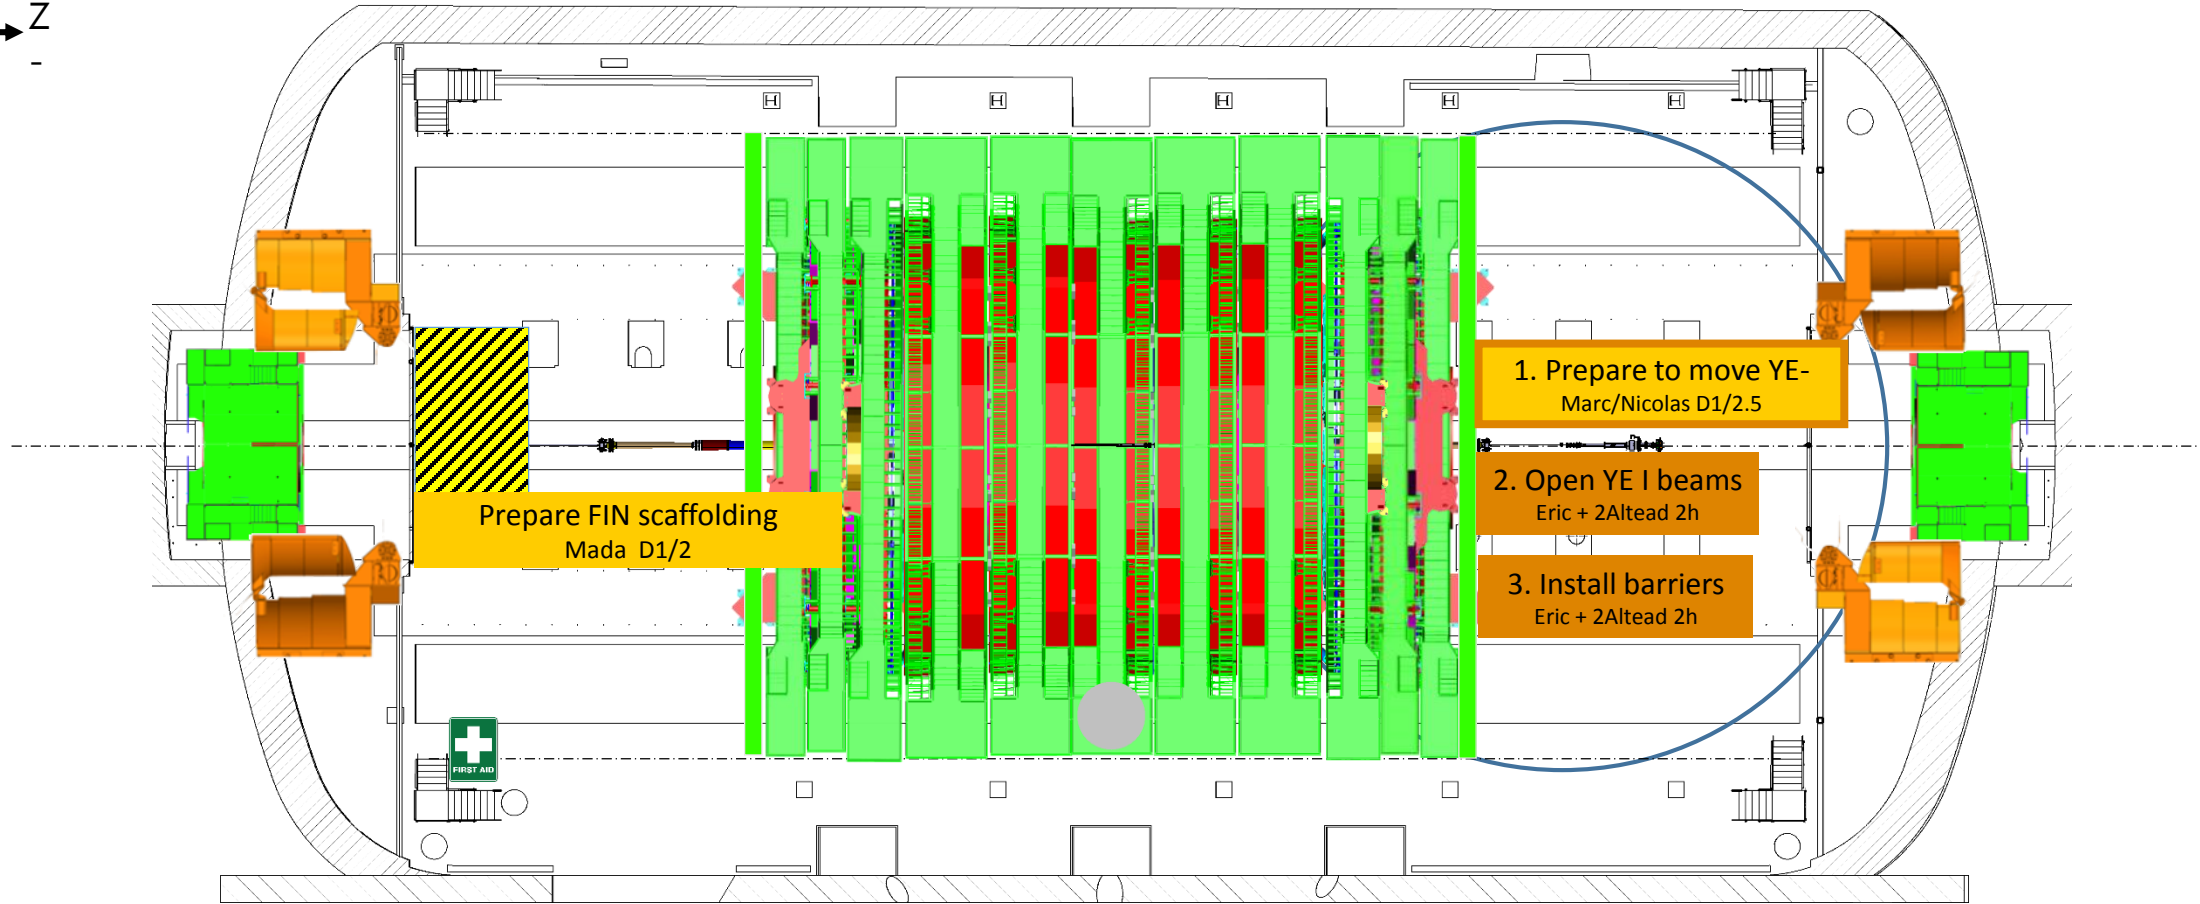 Z
-
1. Prepare to move YE-
Marc/Nicolas D1/2.5
2. Open YE I beams
Eric + 2Altead 2h
Prepare FIN scaffolding
Mada D1/2
3. Install barriers
Eric + 2Altead 2h
FIRST AID